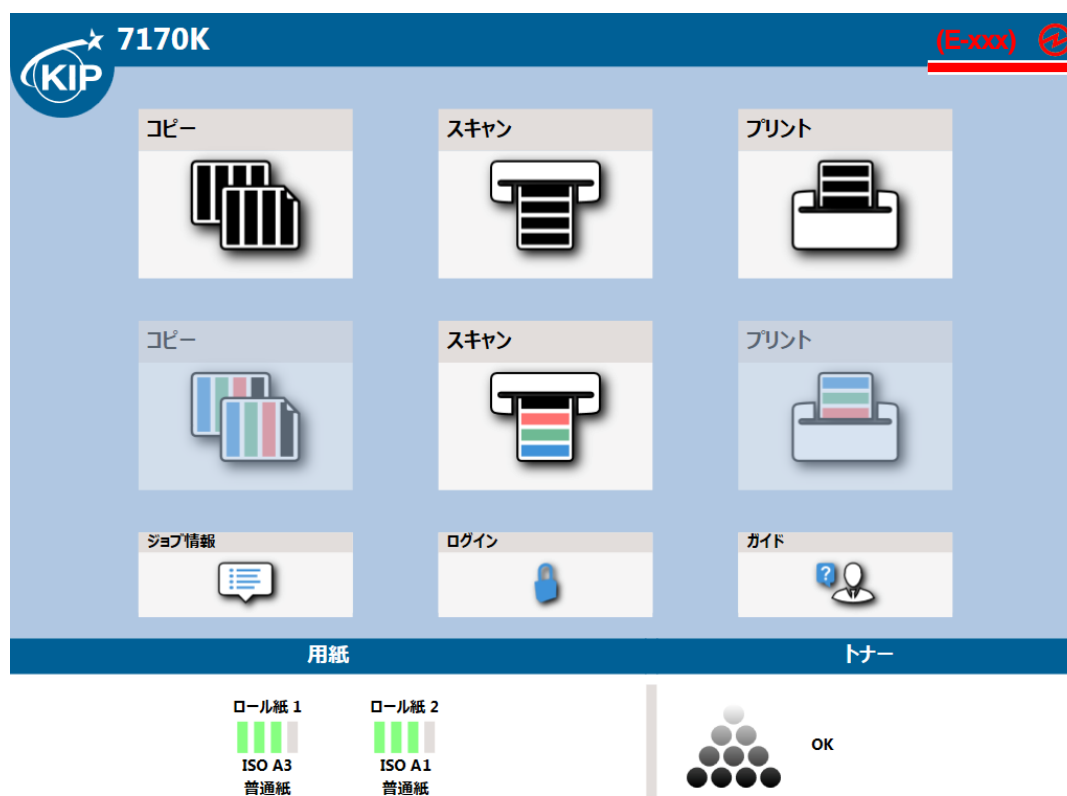 KIP
7170K
(E-xxx)
コピー
スキャン
プリント
コピー
スキャン
プリント
ジョブ情報
ログイン
ガイド
?
用紙
トナー
ロール紙 1
ロール紙 2
ISO A3
ISO A1
普通紙
普通紙
OK